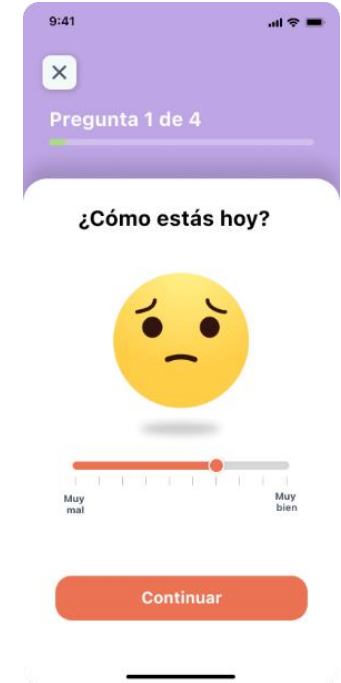 9:41
Pregunta 1 de 4
¿Cómo estás hoy?
Muy
mal
Muy
bien
Continuar